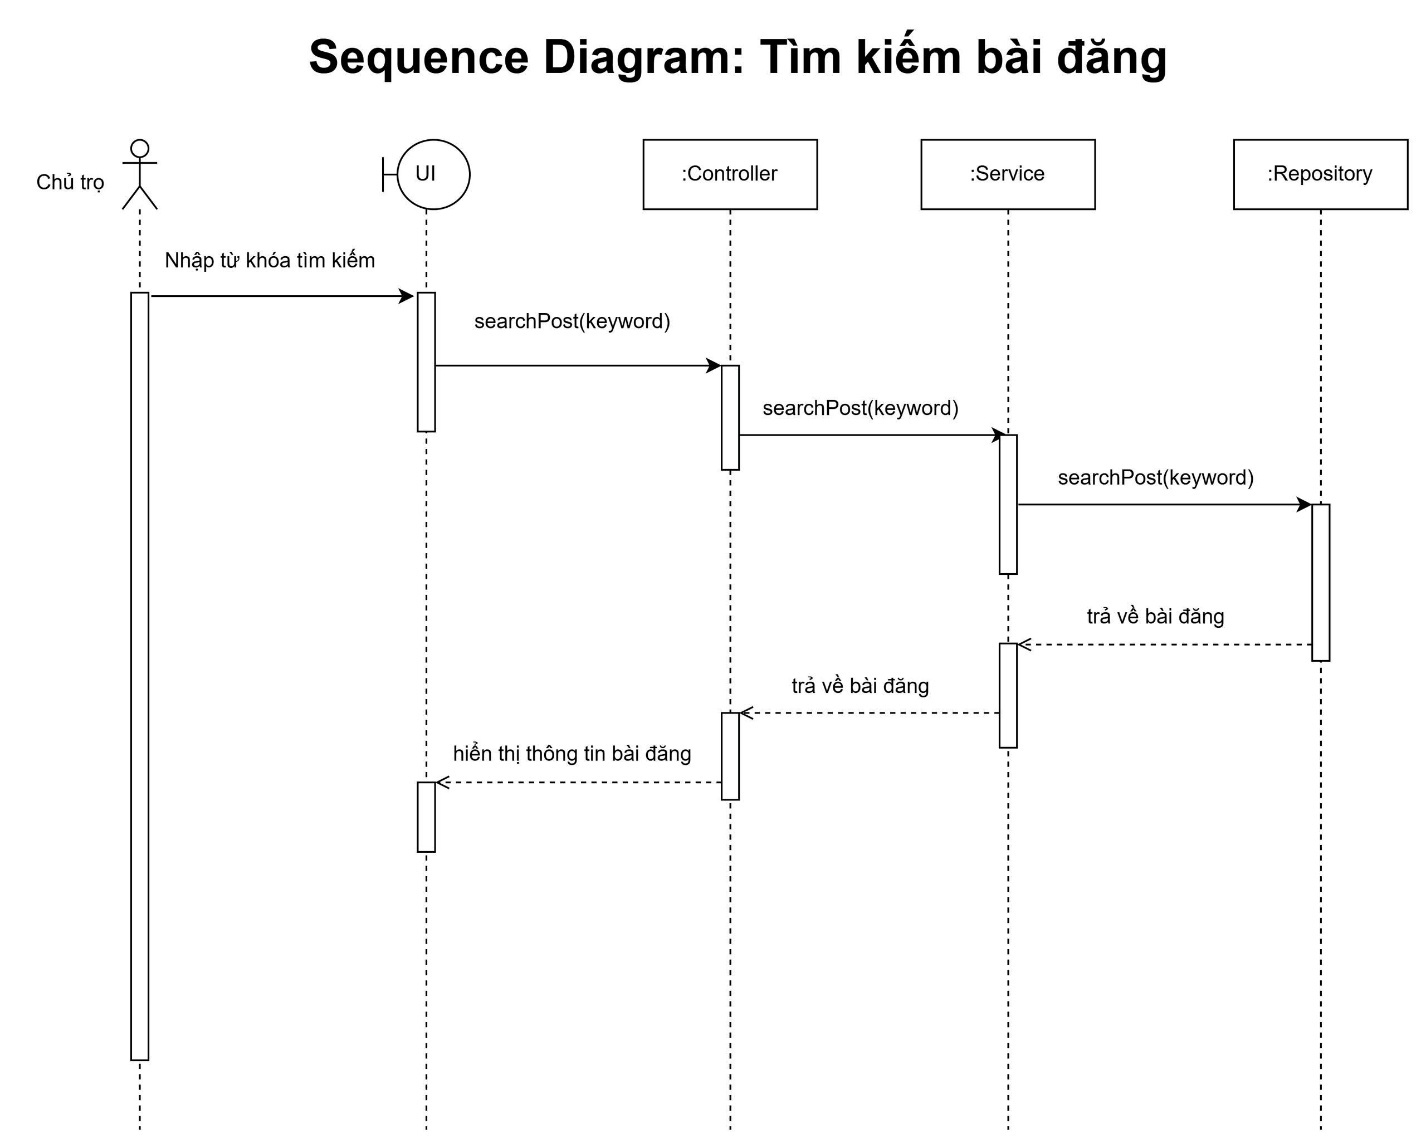 Sequence Diagram: Tìm kiếm bài đăng
Chủ trọ
UI
:Controller
:Service
:Repository
Nhập từ khóa tìm kiếm
searchPost(keyword)
searchPost(keyword)
searchPost(keyword)
trả về bài đăng
trả về bài đăng
hiển thị thông tin bài đăng